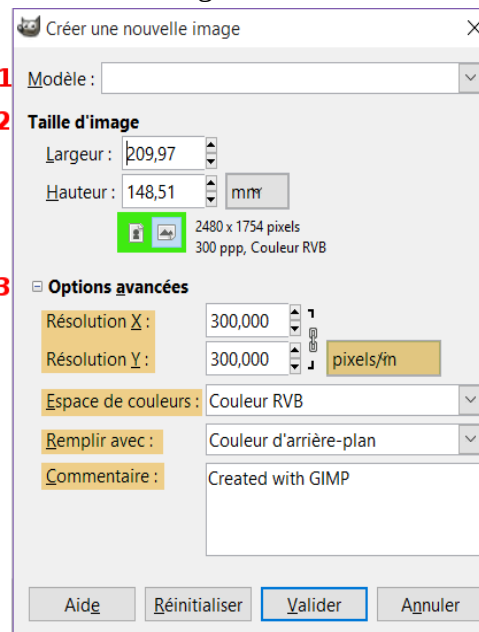 Créer une nouvelle image
1 Modèle :
2 Taille d'image
Largeur : 209,97
Hauteur : 148,51 mm
2480 x 1754 pixels
300 ppp, Couleur RVB
3 Options avancées
Résolution X : 300,000
Résolution Y : 300,000 pixels/in
Espace de couleurs : Couleur RVB
Remplir avec : Couleur d'arrière-plan
Commentaire : Created with GIMP
Aide Réinitialiser Valider Annuler